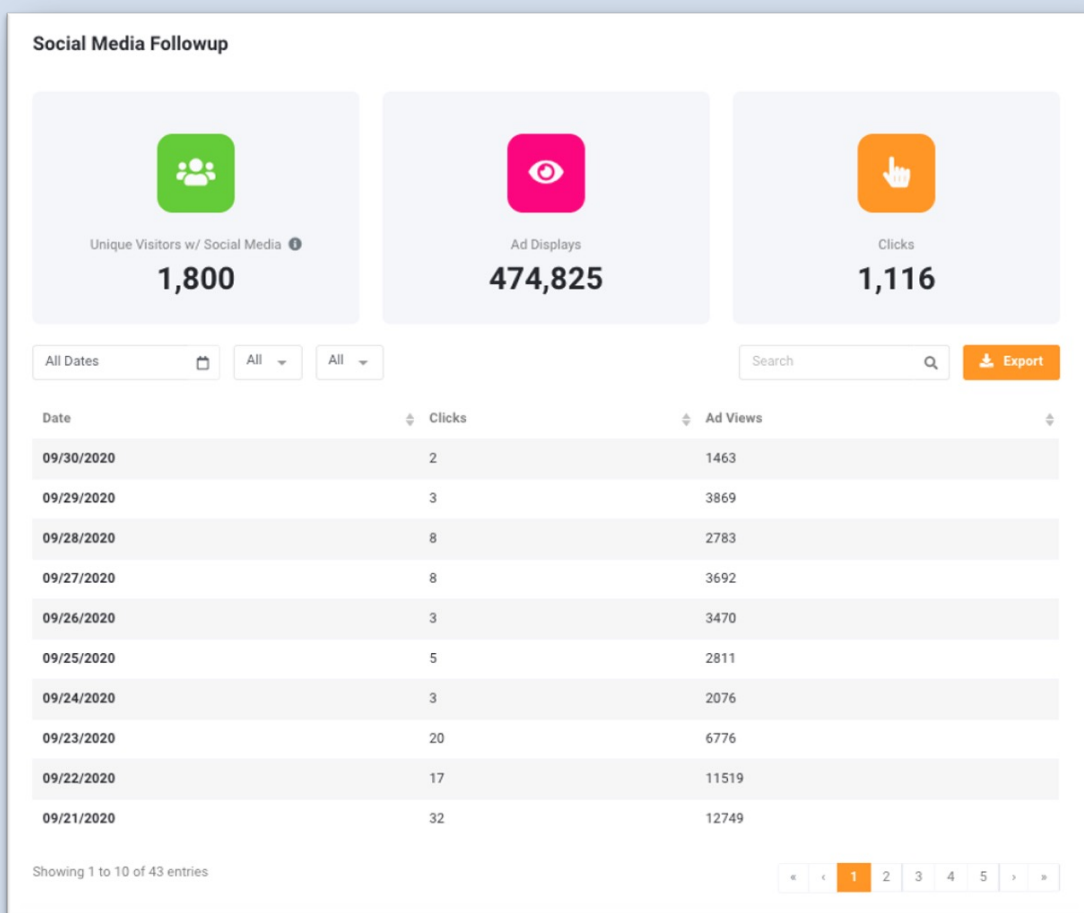 Social Media Followup
Unique Visitors w/ Social Media
1,800
Ad Displays
474,825
Clicks
1,116
All Dates All All Search Export
Date Clicks Ad Views
09/30/2020 2 1463
09/29/2020 3 3869
09/28/2020 8 2783
09/27/2020 8 3692
09/26/2020 3 3470
09/25/2020 5 2811
09/24/2020 3 2076
09/23/2020 20 6776
09/22/2020 17 11519
09/21/2020 32 12749
Showing 1 to 10 of 43 entries « ‹ 1 2 3 4 5 › »